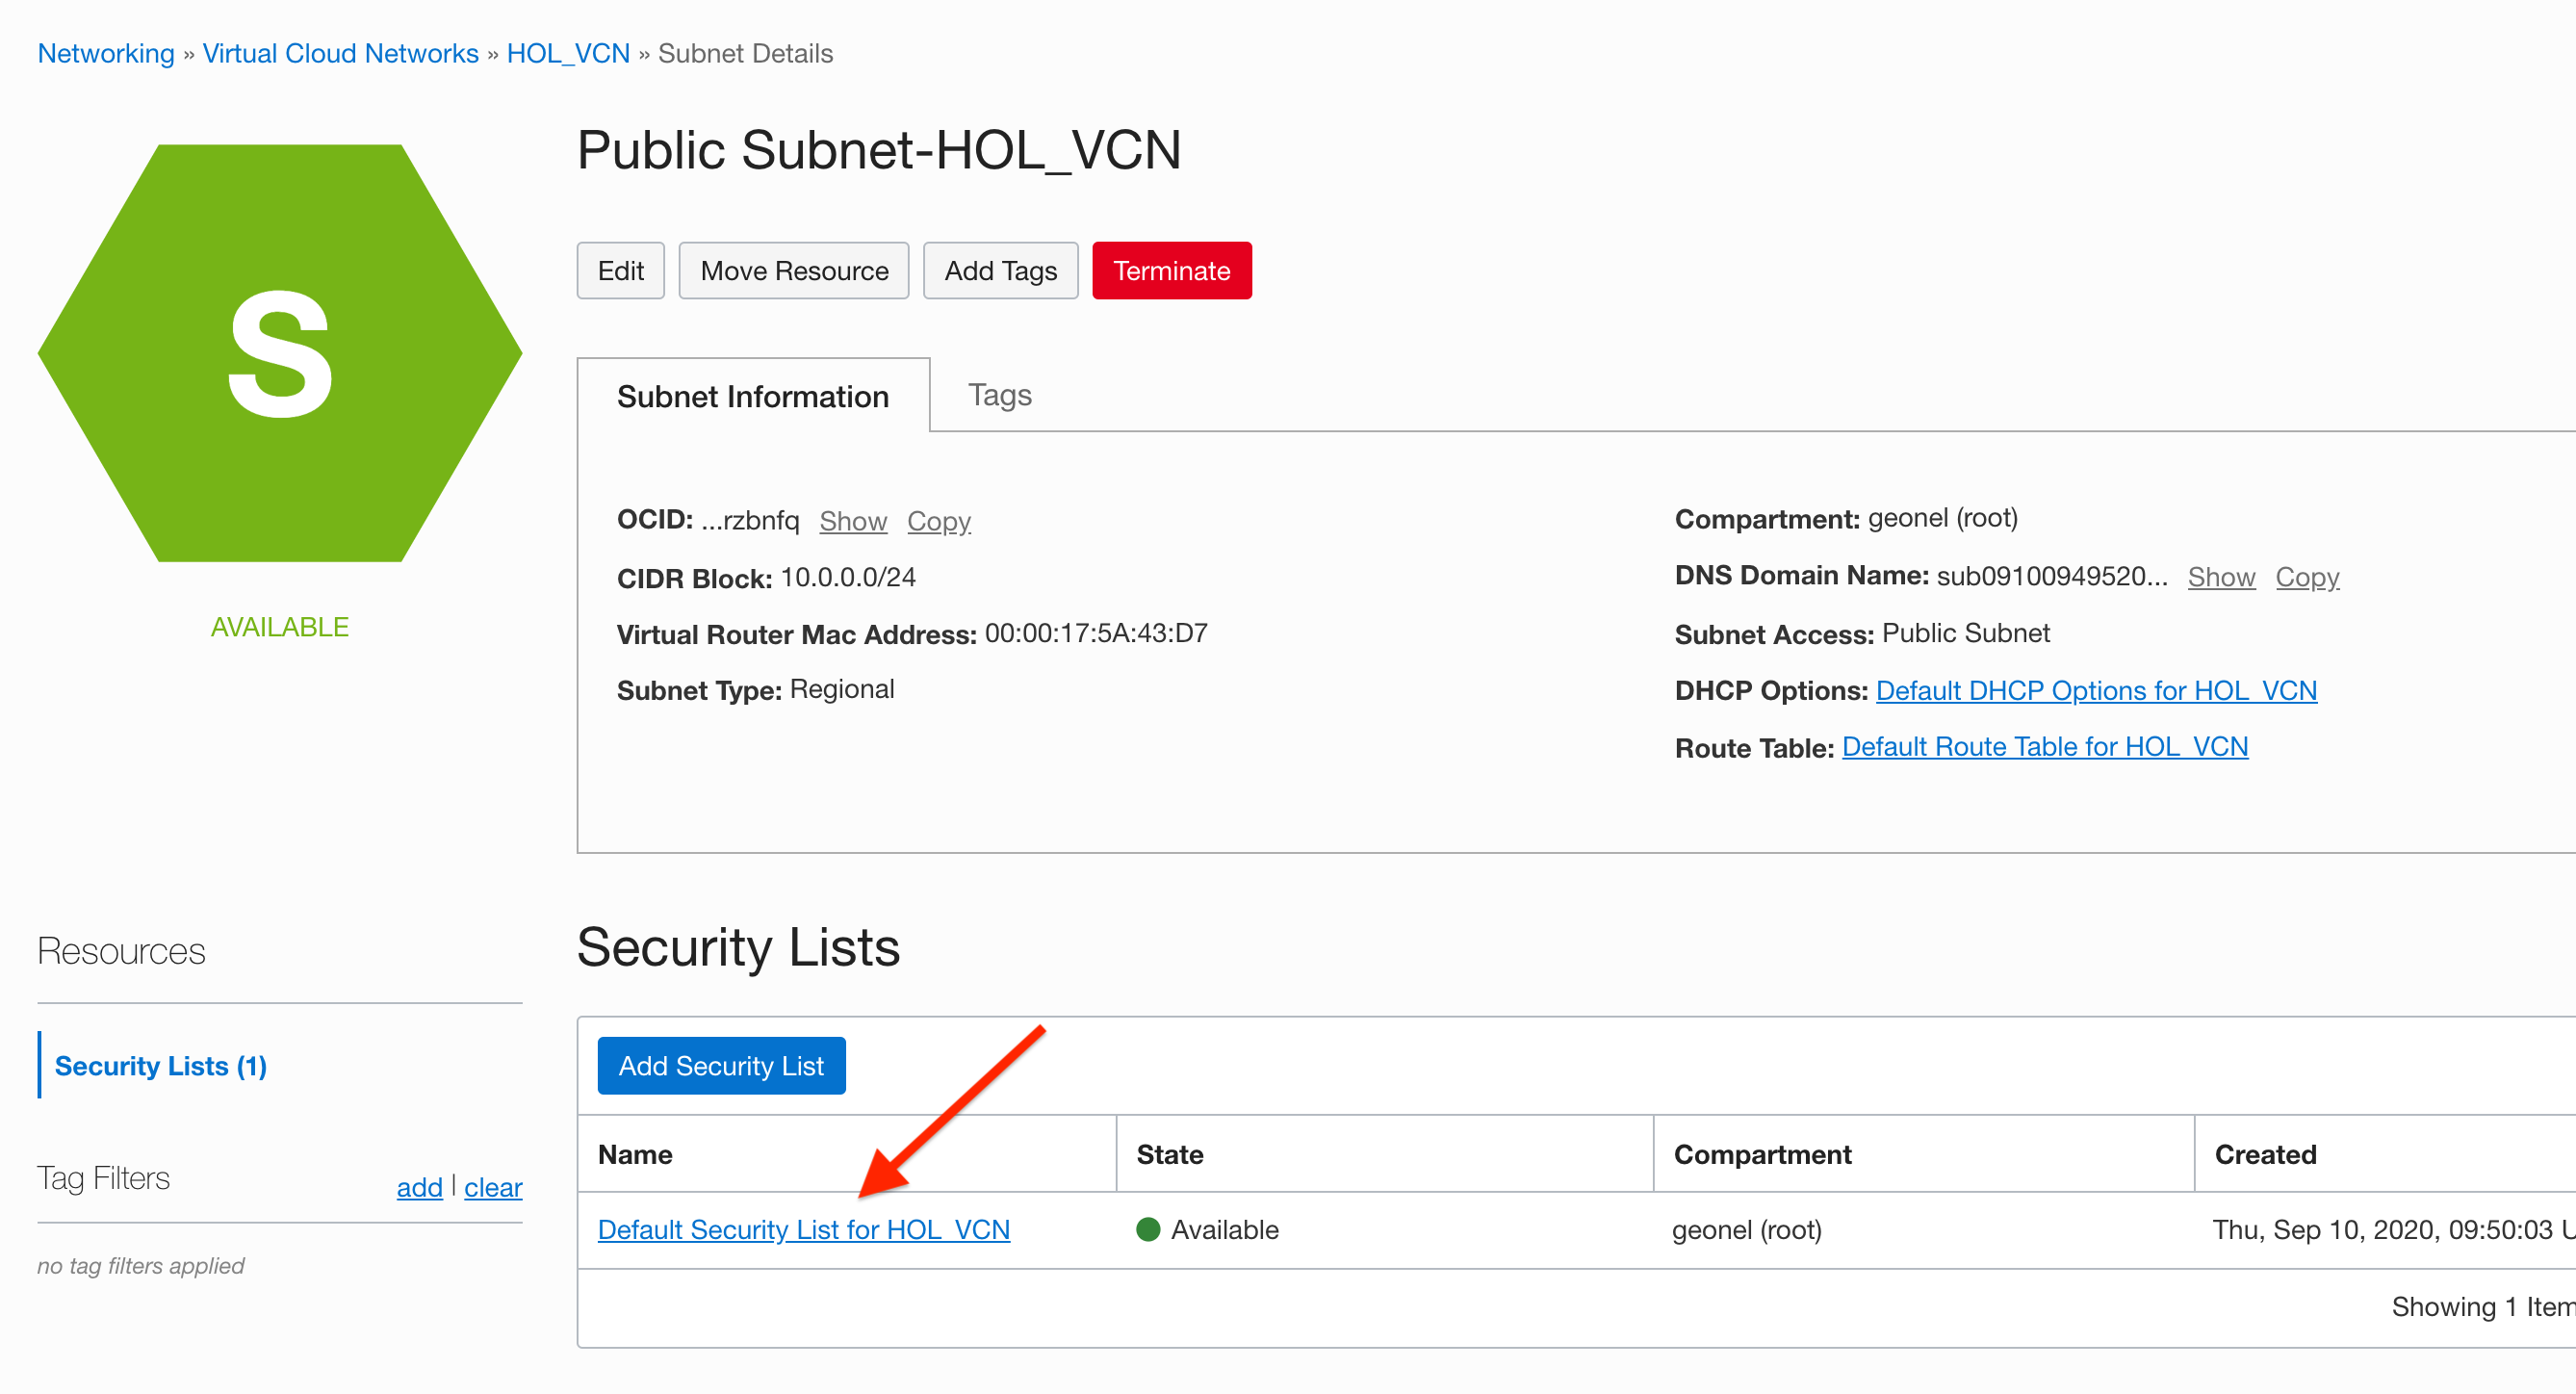 Networking » Virtual Cloud Networks » HOL_VCN » Subnet Details
S
AVAILABLE
Public Subnet-HOL_VCN
Edit Move Resource Add Tags Terminate
Subnet Information Tags
OCID: ...rzbnfq Show Copy
CIDR Block: 10.0.0.0/24
Virtual Router Mac Address: 00:00:17:5A:43:D7
Subnet Type: Regional
Compartment: geonel (root)
DNS Domain Name: sub09100949520... Show Copy
Subnet Access: Public Subnet
DHCP Options: Default DHCP Options for HOL_VCN
Route Table: Default Route Table for HOL_VCN
Resources
Security Lists (1)
Tag Filters add | clear
no tag filters applied
Security Lists
Add Security List
Name State Compartment Created
Default Security List for HOL_VCN Available geonel (root) Thu, Sep 10, 2020, 09:50:03 U
Showing 1 Item